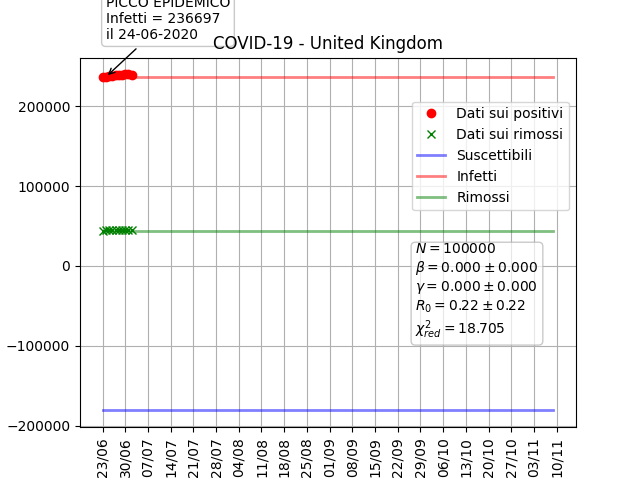 PICCO EPIDEMICO
Infetti = 236697
il 24-06-2020
COVID-19 - United Kingdom
200000
100000
0
−100000
−200000
Dati sui positivi
Dati sui rimossi
Suscettibili
Infetti
Rimossi
N = 100000
β = 0.000 ± 0.000
γ = 0.000 ± 0.000
R₀ = 0.22 ± 0.22
χ²red = 18.705
23/06
30/06
07/07
14/07
21/07
28/07
04/08
11/08
18/08
25/08
01/09
08/09
15/09
22/09
29/09
06/10
13/10
20/10
27/10
03/11
10/11